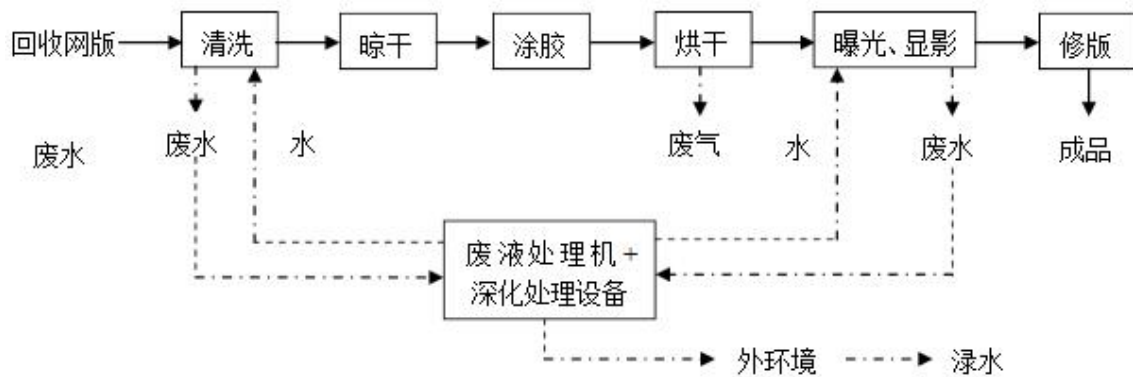 回收网版
清洗
晾干
涂胶
烘干
曝光、显影
修版
废水
废水
水
废气
水
废水
成品
废液处理机+
深化处理设备
外环境
渌水